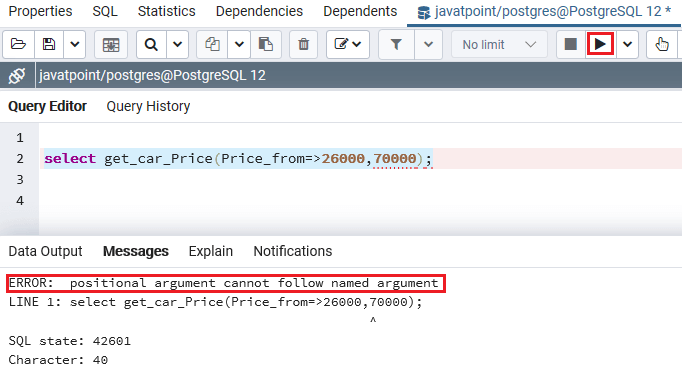 Properties SQL Statistics Dependencies Dependents javatpoint/postgres@PostgreSQL 12 *
No limit
javatpoint/postgres@PostgreSQL 12
Query Editor Query History
1
2 select get_car_Price(Price_from=>26000,70000);
3
4
Data Output Messages Explain Notifications
ERROR:  positional argument cannot follow named argument
LINE 1: select get_car_Price(Price_from=>26000,70000);
^
SQL state: 42601
Character: 40